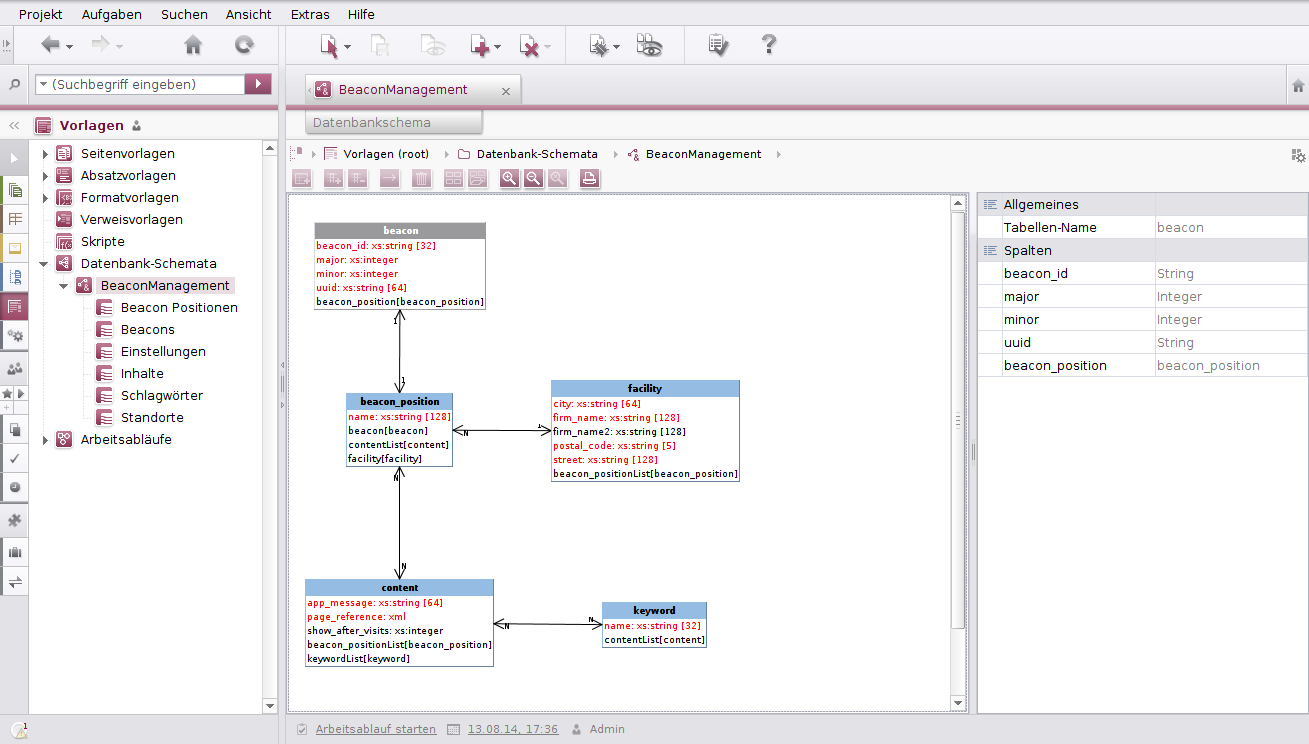 Projekt Aufgaben Suchen Ansicht Extras Hilfe
(Suchbegriff eingeben)
BeaconManagement
Datenbankschema
Vorlagen
Seitenvorlagen
Absatzvorlagen
Formatvorlagen
Verweisvorlagen
Skripte
Datenbank-Schemata
BeaconManagement
Beacon Positionen
Beacons
Einstellungen
Inhalte
Schlagwörter
Standorte
Arbeitsabläufe
Vorlagen (root) Datenbank-Schemata BeaconManagement
beacon
beacon_id: xs:string [32]
major: xs:integer
minor: xs:integer
uuid: xs:string [64]
beacon_position[beacon_position]
1
1
beacon_position
name: xs:string [128]
beacon[beacon]
contentList[content]
facility[facility]
N
1
facility
city: xs:string [64]
firm_name: xs:string [128]
firm_name2: xs:string [128]
postal_code: xs:string [5]
street: xs:string [128]
beacon_positionList[beacon_position]
N
N
content
app_message: xs:string [64]
page_reference: xml
show_after_visits: xs:integer
beacon_positionList[beacon_position]
keywordList[keyword]
N
N
keyword
name: xs:string [32]
contentList[content]
Allgemeines
Tabellen-Name beacon
Spalten
beacon_id String
major Integer
minor Integer
uuid String
beacon_position beacon_position
1
Arbeitsablauf starten 13.08.14, 17:36 Admin